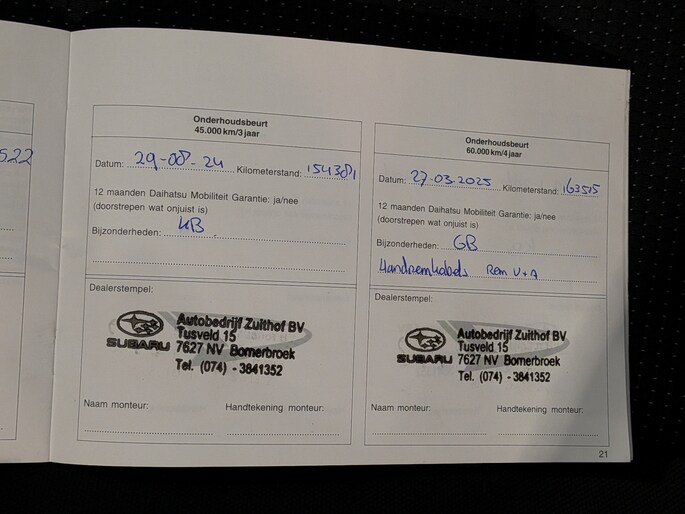 522
Onderhoudsbeurt
45.000 km/3 jaar
Datum: 29-08-24 Kilometerstand: 154381
12 maanden Daihatsu Mobiliteit Garantie: ja/nee
(doorstrepen wat onjuist is)
Bijzonderheden: KB
Dealerstempel:
SUBARU
Autobedrijf Zuithof BV
Tusveld 15
7627 NV Bornerbroek
Tel. (074) - 3841352
Naam monteur: Handtekening monteur:
Onderhoudsbeurt
60.000 km/4 jaar
Datum: 27-03-2025 Kilometerstand: 163515
12 maanden Daihatsu Mobiliteit Garantie: ja/nee
(doorstrepen wat onjuist is)
Bijzonderheden: GB
Handremkabels Rem V+A
Dealerstempel:
SUBARU
Autobedrijf Zuithof BV
Tusveld 15
7627 NV Bornerbroek
Tel. (074) - 3841352
Naam monteur: Handtekening monteur:
21